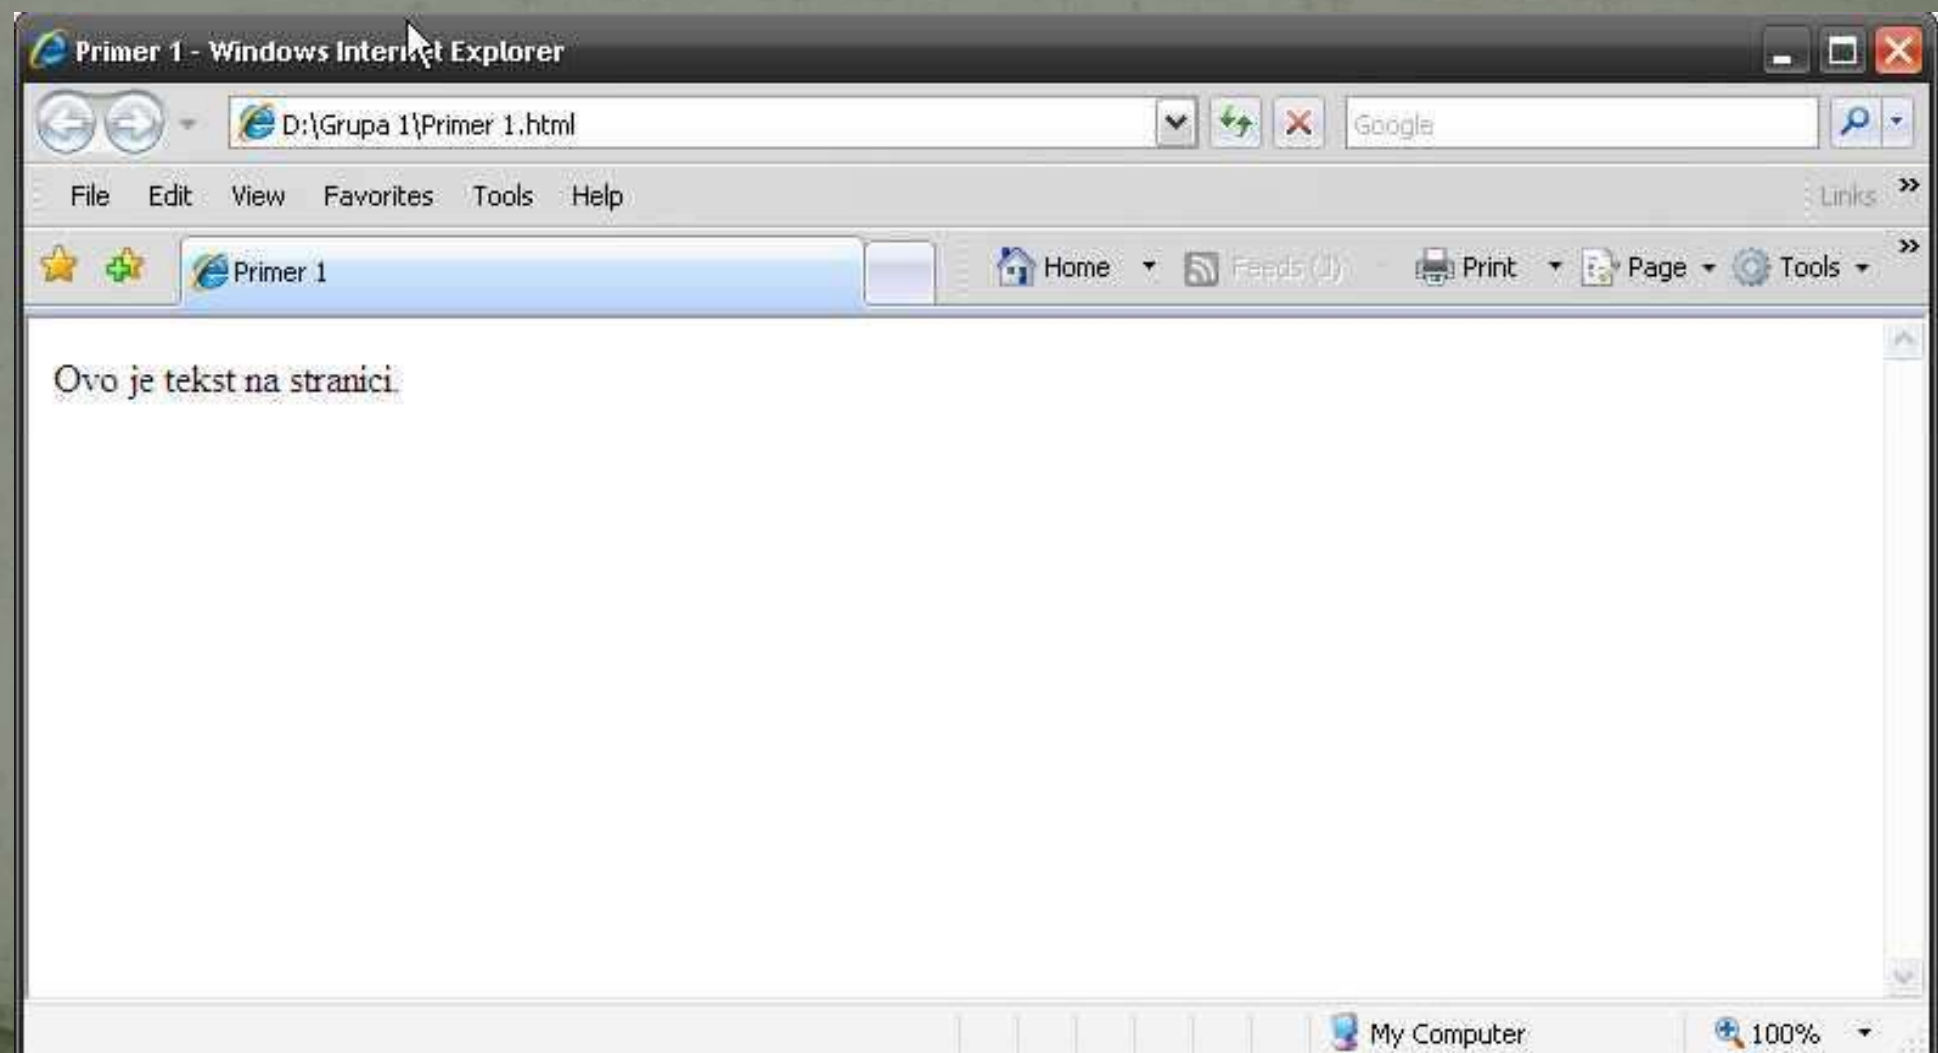 Primer 1 - Windows Internet Explorer
D:\Grupa 1\Primer 1.html
Google
File Edit View Favorites Tools Help
Links
Primer 1
Home Feeds (J) Print Page Tools
Ovo je tekst na stranici.
My Computer
100%